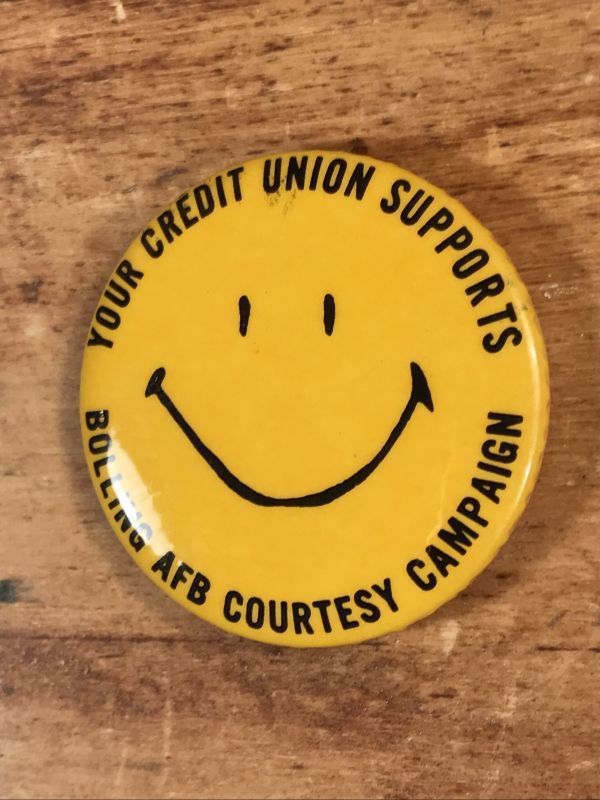 YOUR CREDIT UNION SUPPORTS
BOLLING AFB COURTESY CAMPAIGN